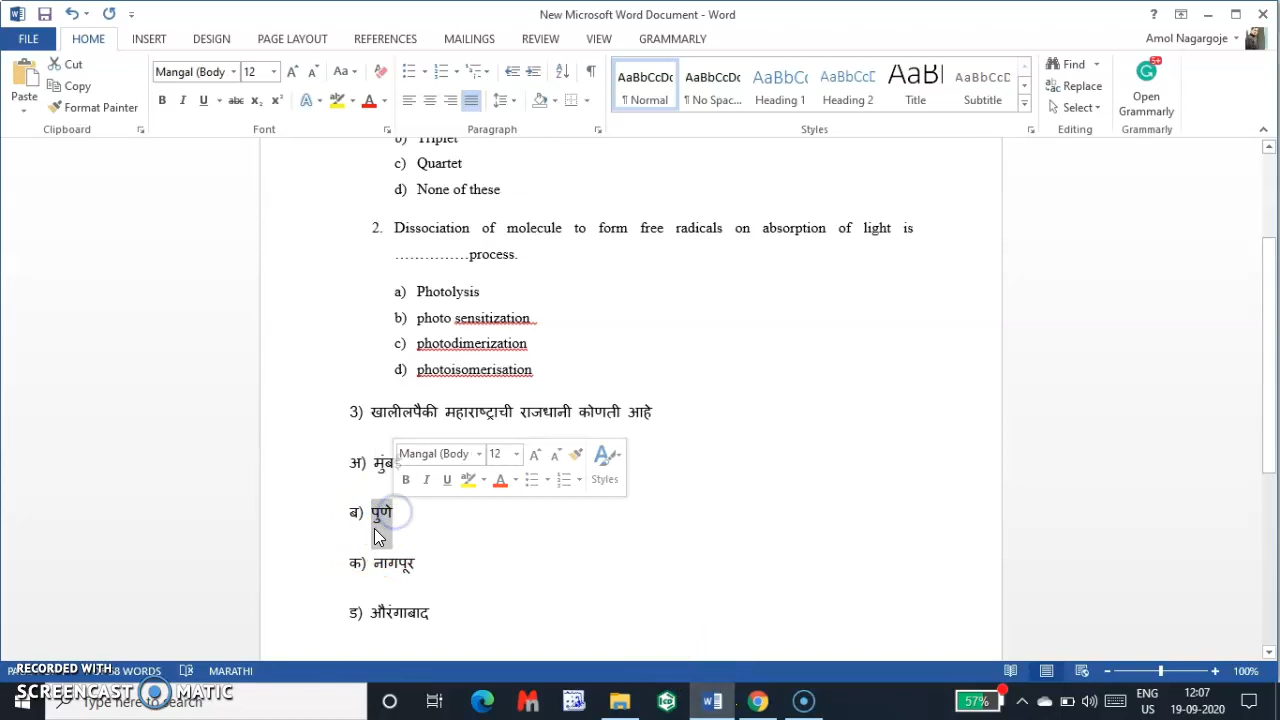 New Microsoft Word Document - Word
FILE HOME INSERT DESIGN PAGE LAYOUT REFERENCES MAILINGS REVIEW VIEW GRAMMARLY
Amol Nagargoje
Paste
Cut
Copy
Format Painter
Mangal (Body 12
AaBbCcDc AaBbCcDc AaBbCc AaBbCcD AaBl AaBbCcD
¶ Normal ¶ No Spac... Heading Heading 2 Title Subtitle
Find
Replace
Select
Open
Grammarly
Clipboard Font Paragraph Styles Editing Grammarly
b) Triplet
c) Quartet
d) None of these
2. Dissociation of molecule to form free radicals on absorption of light is
……………process.
a) Photolysis
b) photo sensitization
c) photodimerization
d) photoisomerisation
3) खालीलपैकी महाराष्ट्राची राजधानी कोणती आहे
Mangal (Body 12
Styles
अ)
ब) पुणे
क) नागपूर
ड) औरंगाबाद
RECORDED WITH
SCREENCAST MATIC
WORDS MARATHI
100%
Type here to search
57%
ENG
US
12:07
19-09-2020